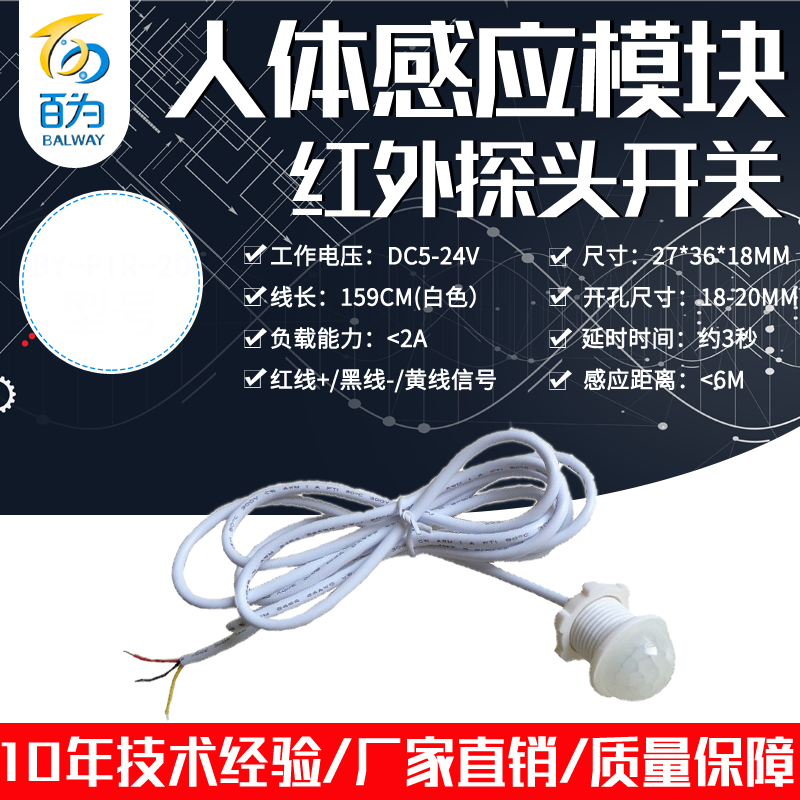 百为
BALWAY
人体感应模块
红外探头开关
工作电压：DC5-24V
线长：159CM(白色）
负载能力：<2A
红线+/黑线-/黄线信号
尺寸：27*36*18MM
开孔尺寸：18-20MM
延时时间：约3秒
感应距离：<6M
10年技术经验/厂家直销/质量保障